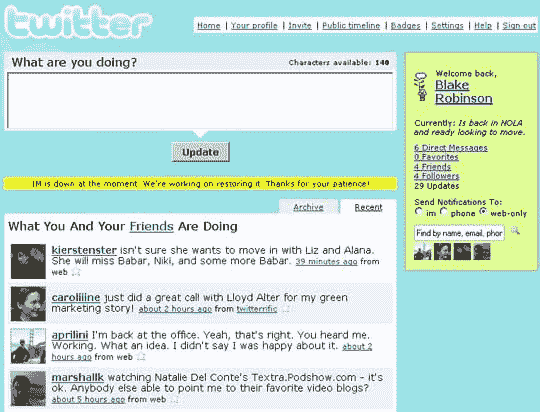 twitter
Home | Your profile | Invite | Public timeline | Badges | Settings | Help | Sign out
What are you doing?
Characters available: 140
Update
IM is down at the moment. We're working on restoring it. Thanks for your patience!
Archive
Recent
What You And Your Friends Are Doing
kierstenster isn't sure she wants to move in with Liz and Alana.
She will miss Babar, Niki, and some more Babar. 39 minutes ago from
web
caroliiine just did a great call with Lloyd Alter for my green
marketing story! about 2 hours ago from twitterrific
aprilini I'm back at the office. Yeah, that's right. You heard me.
Working. What an idea. I didn't say I was happy about it. about 2
hours ago from web
marshallk watching Natalie Del Conte's Textra.Podshow.com - it's
ok. Anybody else able to point me to their favorite video blogs?
about 5 hours ago from web
Welcome back,
Blake
Robinson
Currently: Is back in NOLA
and ready looking to move.
6 Direct Messages
0 Favorites
4 Friends
4 Followers
29 Updates
Send Notifications To:
im phone web-only
Find by name, email, phor